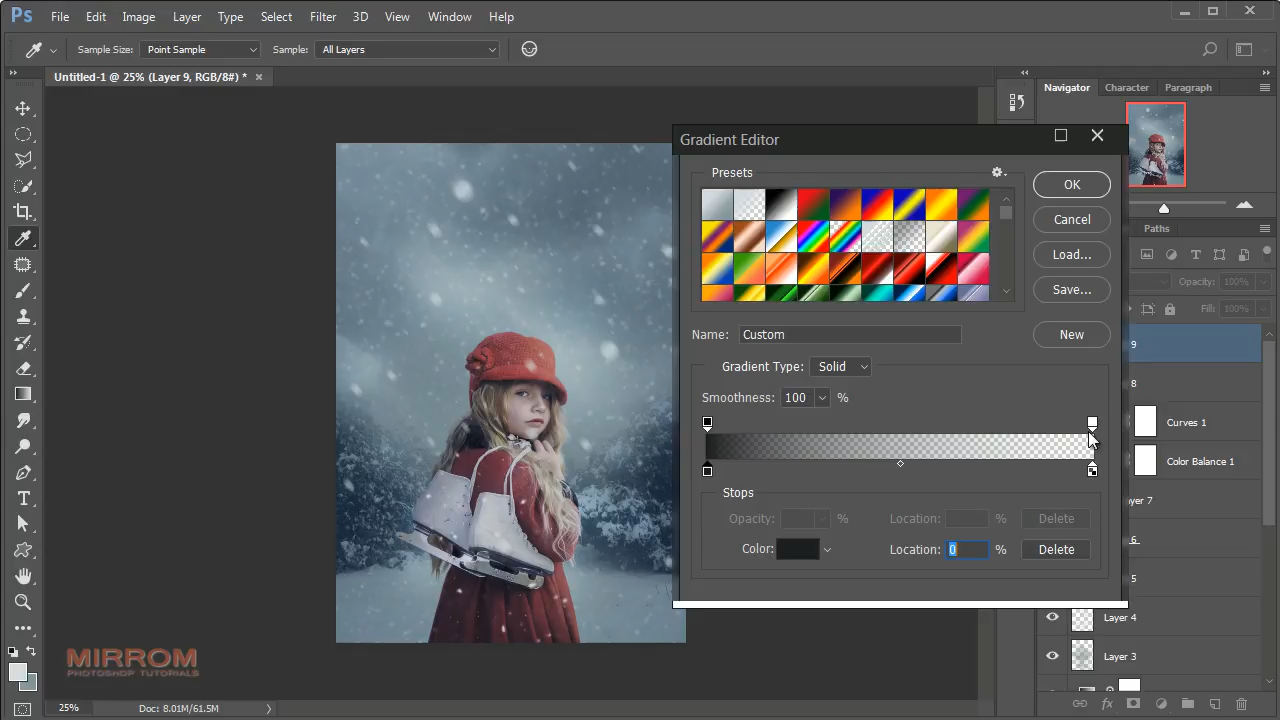 Ps File Edit Image Layer Type Select Filter 3D View Window Help
Sample Size: Point Sample Sample: All Layers
Untitled-1 @ 25% (Layer 9, RGB/8#) * ×
Navigator Character Paragraph
Gradient Editor
Presets
OK
Cancel
Load...
Save...
Name: Custom
New
Gradient Type: Solid
Smoothness: 100 %
Stops
Opacity: % Location: % Delete
Color: Location: 0 % Delete
Paths
Opacity: 100%
Fill: 100%
9
8
Curves 1
Color Balance 1
yer 7
6
5
Layer 4
Layer 3
MIRROM
PHOTOSHOP TUTORIALS
25% Doc: 8.01M/61.5M